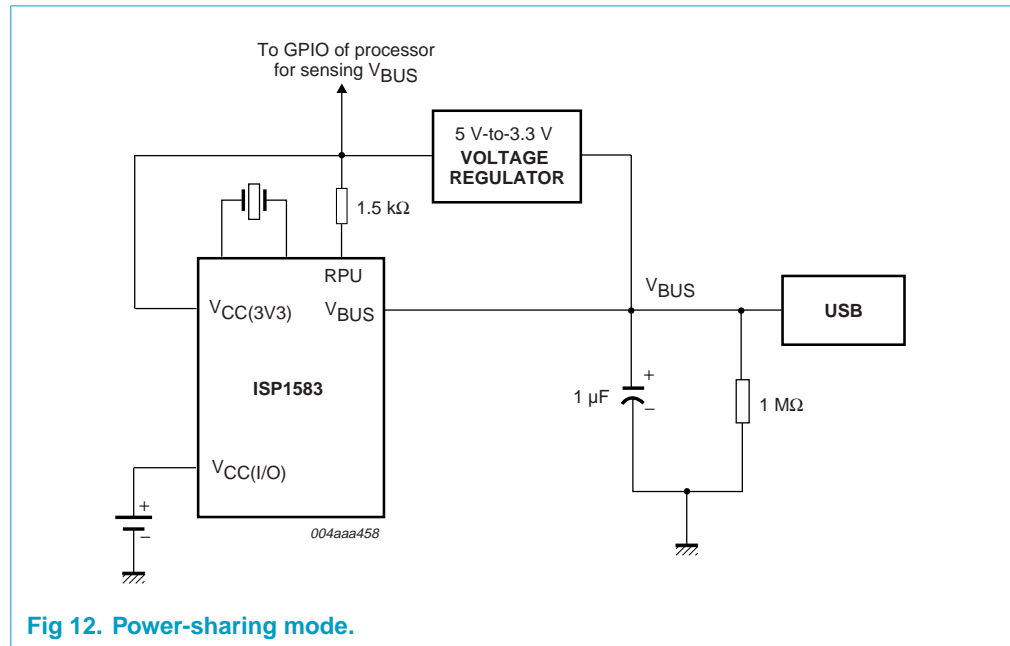 To GPIO of processor
for sensing VBUS
5 V-to-3.3 V
VOLTAGE
REGULATOR
1.5 kΩ
RPU
VBUS
VCC(3V3)
VBUS
USB
ISP1583
+
1 µF
−
1 MΩ
VCC(I/O)
+
−
004aaa458
Fig 12. Power-sharing mode.